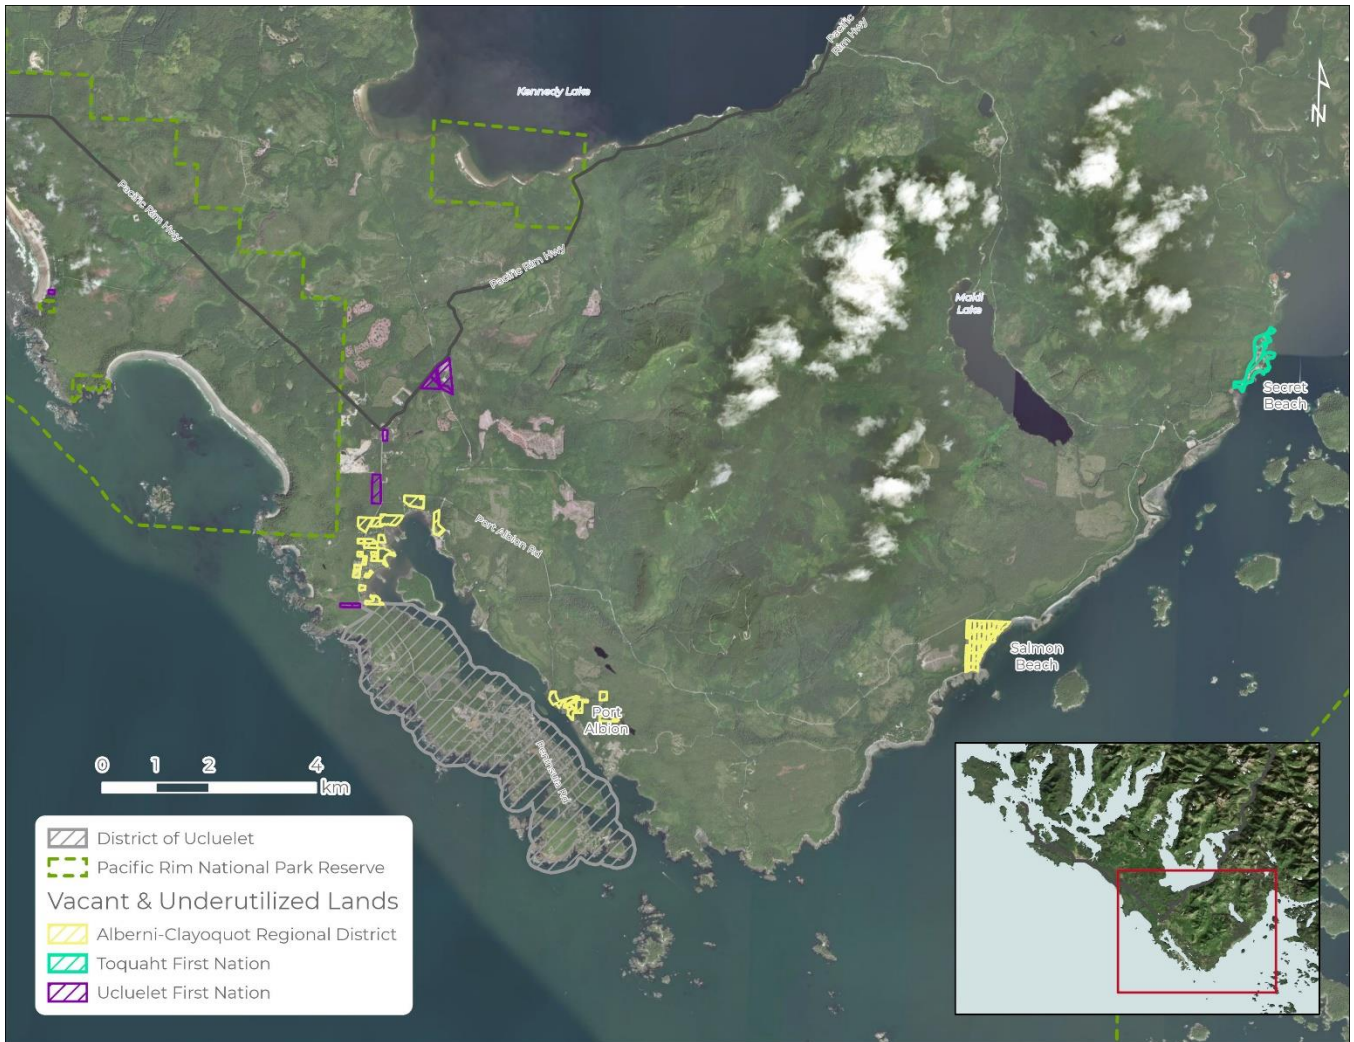 Pacific
Rim Hwy
Kennedy Lake
N
Pacific Rim Hwy
Pacific Rim Hwy
Maggie
Lake
Secret
Beach
Port Albion Rd
Salmon
Beach
Port
Albion
Peninsula Rd
0 1 2 4
km
District of Ucluelet
Pacific Rim National Park Reserve
Vacant & Underutilized Lands
Alberni-Clayoquot Regional District
Toquaht First Nation
Ucluelet First Nation